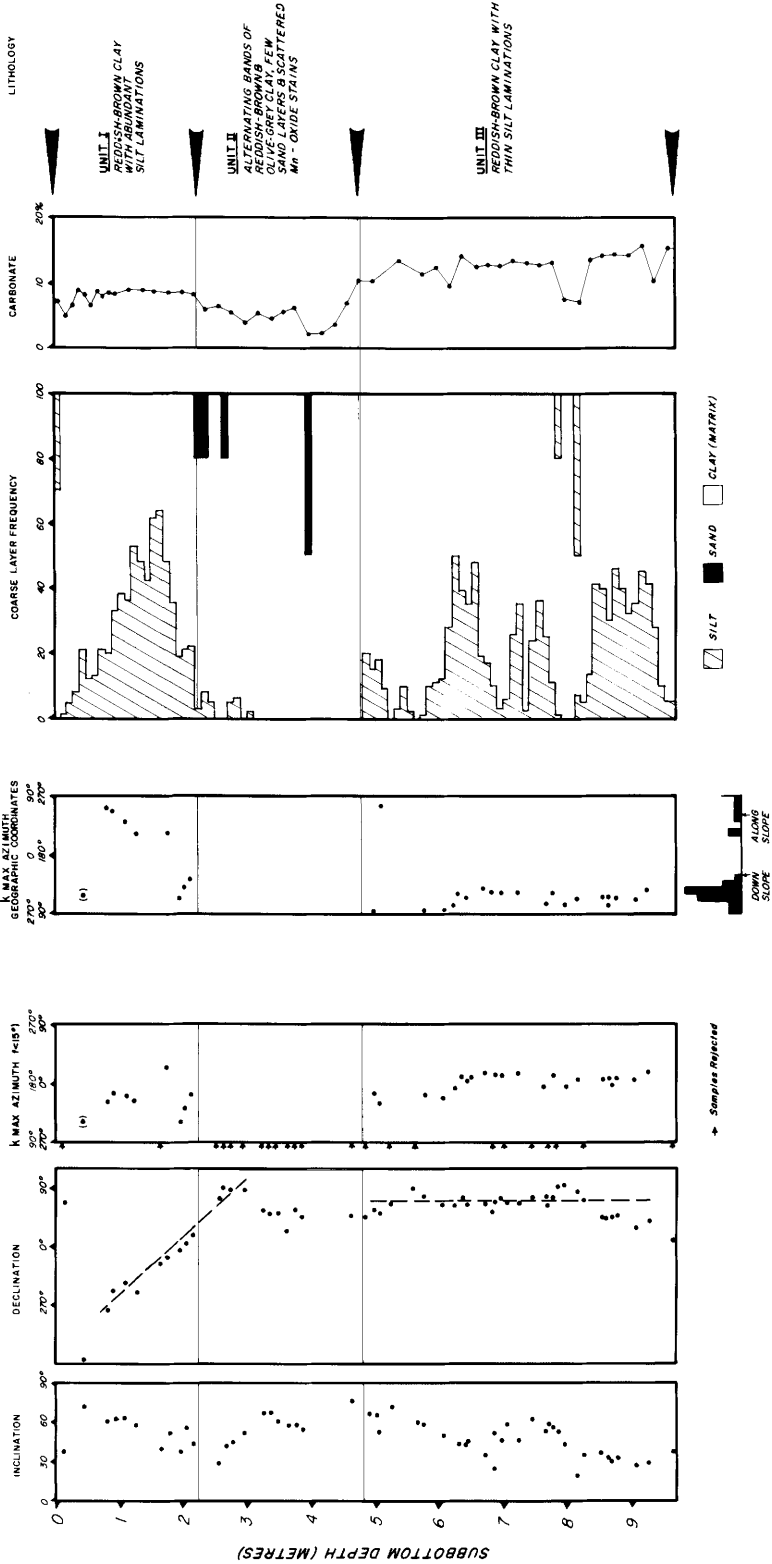 LITHOLOGY
UNIT I
REDDISH-BROWN CLAY
WITH ABUNDANT
SILT LAMINATIONS
UNIT II
ALTERNATING BANDS OF
REDDISH-BROWN &
OLIVE-GREY CLAY, FEW
SAND LAYERS & SCATTERED
Mn-OXIDE STAINS
UNIT III
REDDISH-BROWN CLAY WITH
THIN SILT LAMINATIONS
CARBONATE
0 10 20%
COARSE LAYER FREQUENCY
0 20 40 60 80 100
SILT
SAND
CLAY (MATRIX)
k MAX AZIMUTH
GEOGRAPHIC COORDINATES
270° 0 90°
90° 180° 270°
DOWN
SLOPE
ALONG
SLOPE
k MAX AZIMUTH f<15°)
90° 180° 270°
270° 0° 90°
(•)
(•)
Samples Rejected
DECLINATION
270° 0° 90°
INCLINATION
0 30 60 90°
0 1 2 3 4 5 6 7 8 9
SUBBOTTOM DEPTH (METRES)